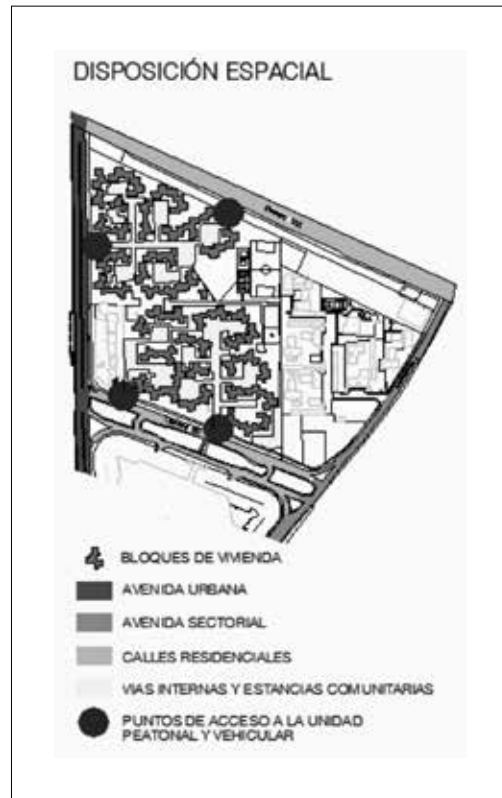 DISPOSICIÓN ESPACIAL
BLOQUES DE VIVIENDA
AVENIDA URBANA
AVENIDA SECTORIAL
CALLES RESIDENCIALES
VIAS INTERNAS Y ESTANCIAS COMUNITARIAS
PUNTOS DE ACCESO A LA UNIDAD
PEATONAL Y VEHICULAR